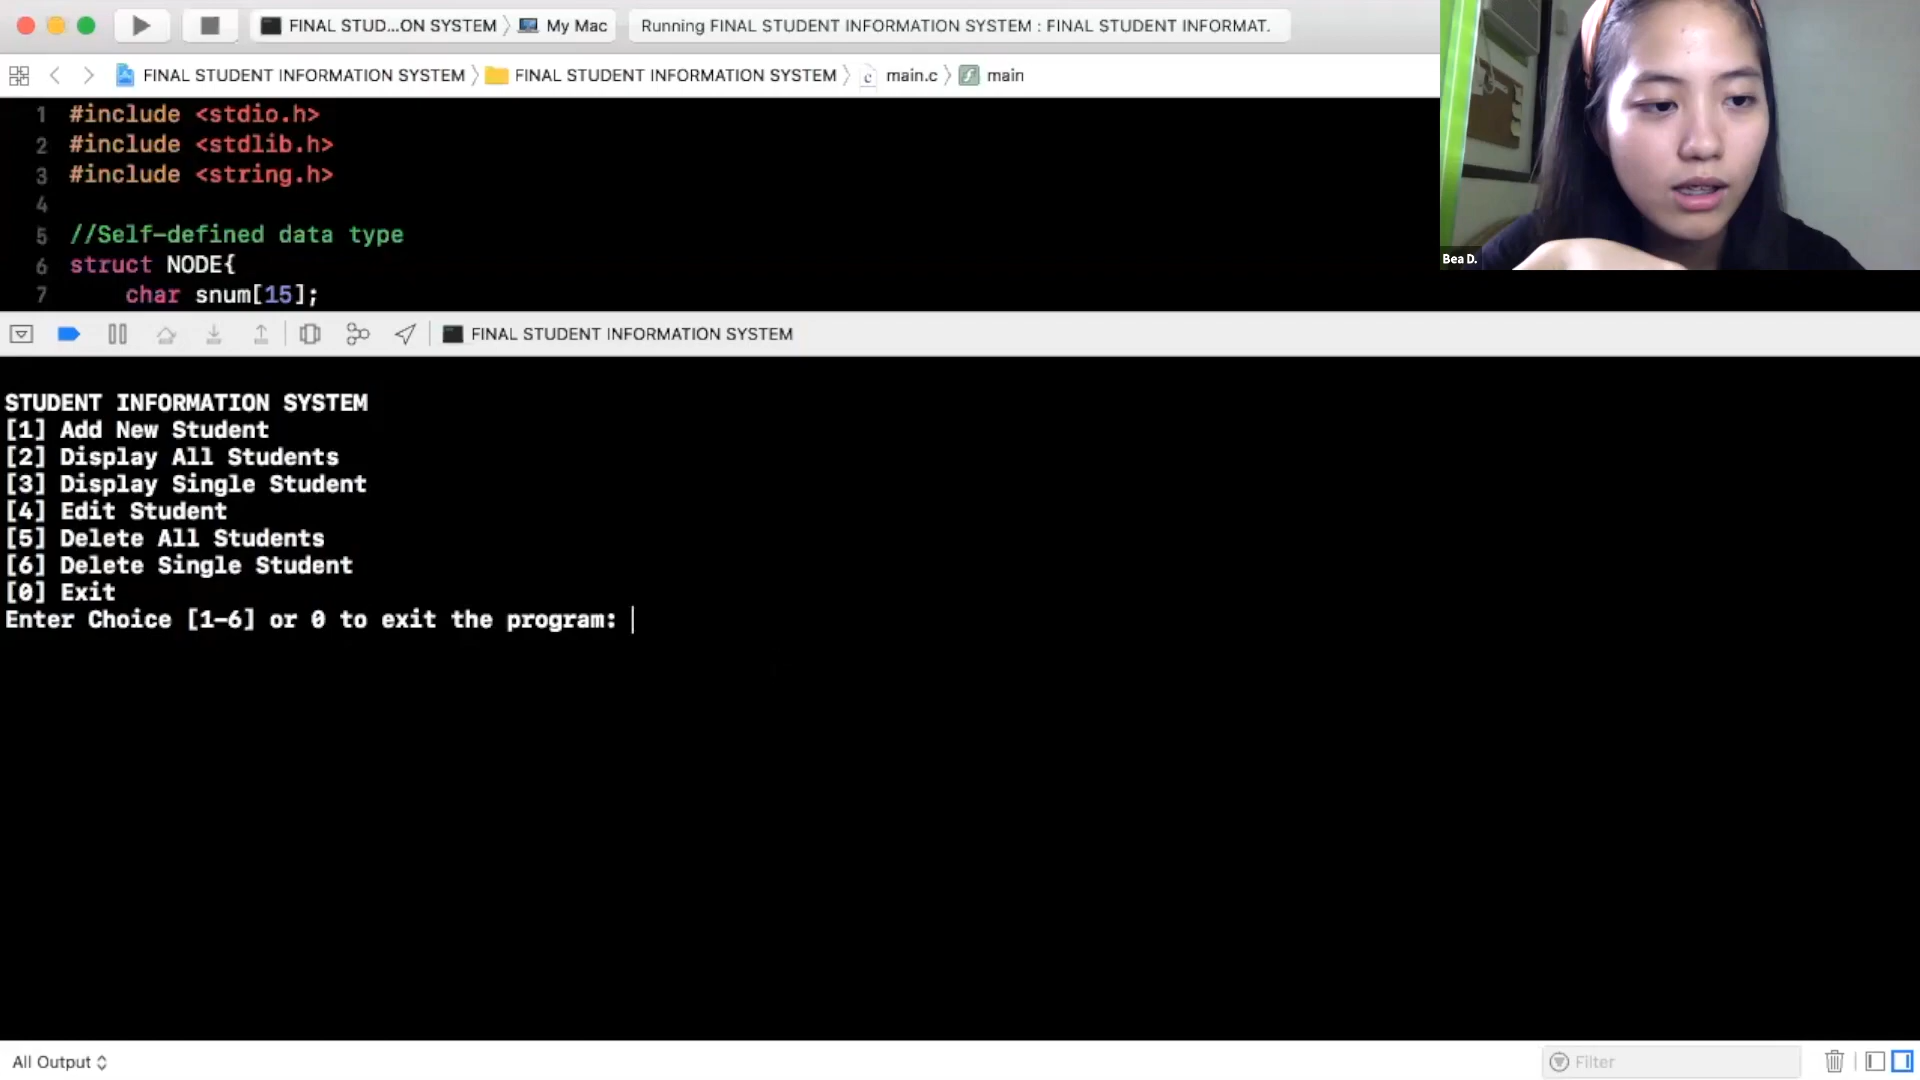 FINAL STUD...ON SYSTEM 〉 My Mac
Running FINAL STUDENT INFORMATION SYSTEM : FINAL STUDENT INFORMAT.
FINAL STUDENT INFORMATION SYSTEM 〉 FINAL STUDENT INFORMATION SYSTEM 〉 c main.c 〉 f main
1 #include <stdio.h>
2 #include <stdlib.h>
3 #include <string.h>
4
5 //Self-defined data type
6 struct NODE{
7 char snum[15];
Bea D.
FINAL STUDENT INFORMATION SYSTEM
STUDENT INFORMATION SYSTEM
[1] Add New Student
[2] Display All Students
[3] Display Single Student
[4] Edit Student
[5] Delete All Students
[6] Delete Single Student
[0] Exit
Enter Choice [1-6] or 0 to exit the program:
All Output
Filter